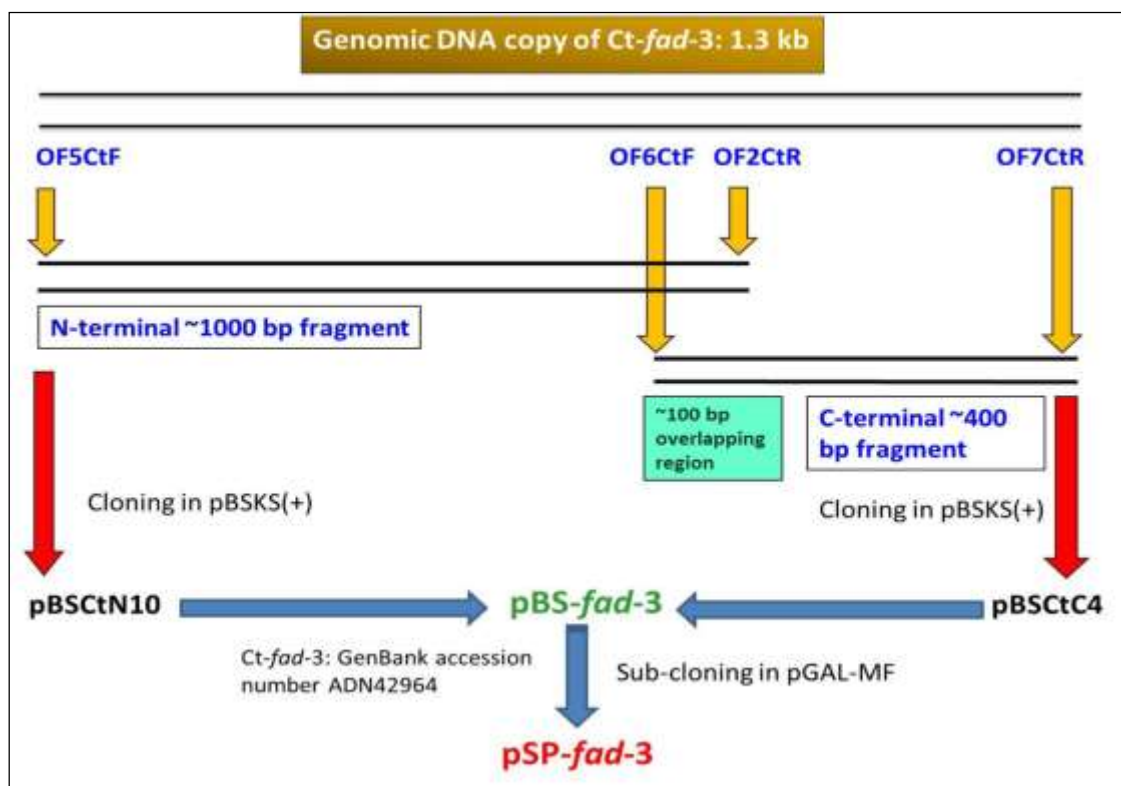 Genomic DNA copy of Ct-fad-3: 1.3 kb
OF5CtF
OF6CtF
OF2CtR
OF7CtR
N-terminal ~1000 bp fragment
~100 bp
overlapping
region
C-terminal ~400
bp fragment
Cloning in pBSKS(+)
Cloning in pBSKS(+)
pBSCtN10
pBS-fad-3
pBSCtC4
Ct-fad-3: GenBank accession
number ADN42964
Sub-cloning in pGAL-MF
pSP-fad-3